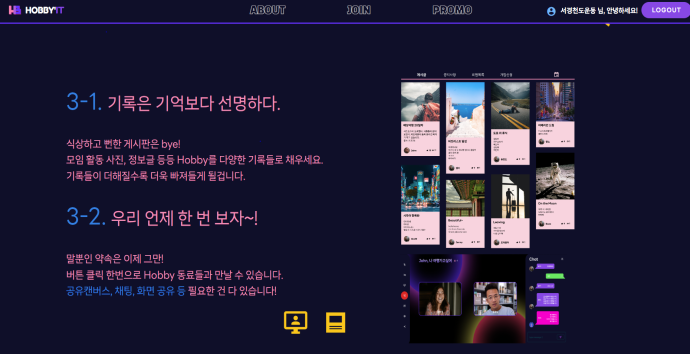 HOBBY'IT
ABOUT
JOIN
PROMO
서경천도운동 님, 안녕하세요!
LOGOUT
3-1. 기록은 기억보다 선명하다.
식상하고 뻔한 게시판은 bye!
모임 활동 사진, 정보글 등등 Hobby를 다양한 기록들로 채우세요.
기록들이 더해질수록 더욱 빠져들게 될겁니다.
3-2. 우리 언제 한 번 보자~!
말뿐인 약속은 이제 그만!
버튼 클릭 한번으로 Hobby 동료들과 만날 수 있습니다.
공유캔버스, 채팅, 화면 공유 등 필요한 건 다 있습니다!
Chat